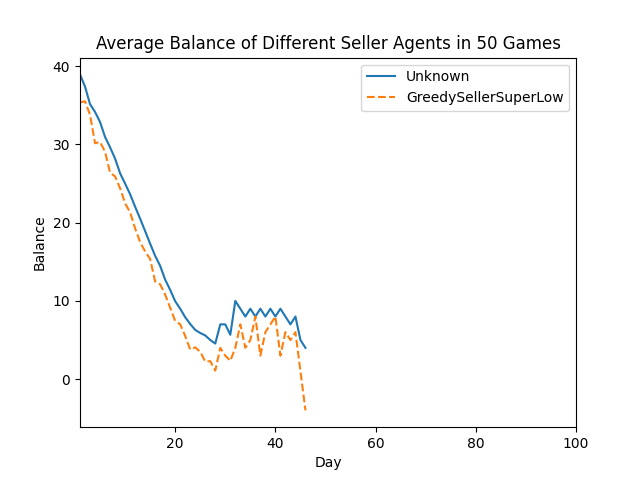 Average Balance of Different Seller Agents in 50 Games
Unknown
GreedySellerSuperLow
Balance
40
30
20
10
0
20
40
60
80
100
Day